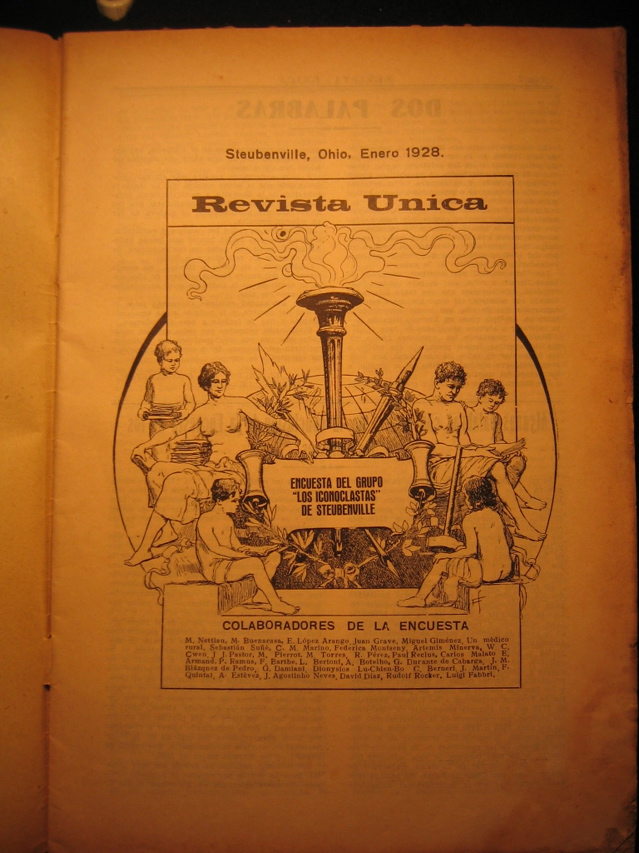 Steubenville, Ohio, Enero 1928.
Revista Unica
ENCUESTA DEL GRUPO
"LOS ICONOCLASTAS"
DE STEUBENVILLE
COLABORADORES DE LA ENCUESTA
M. Nettlau, M. Buenacasa, E. López Arango, Juan Grave, Miguel Giménez, Un médico
rural, Sebastián Suñé, C. M. Marino, Federica Montseny, Artemis Minerva, W C.
Owen, J. J. Pastor, M. Pierrot, M. Torres, R. Pérez, Paul Reclus, Carlos Malato E.
Armand, P. Ramus, F. Barthe, L. Bertoni, A. Botelho, G. Durante de Cabarga, J. M.
Blázquez de Pedro, G. Damiani, Dionysios Lu-Chien-Bo C. Berneri J. Martin, F.
Quintal, A. Estévez, J. Agostinho Neves, David Díaz, Rudolf Rocker, Luigi Fabbri.
DOS PALABRAS